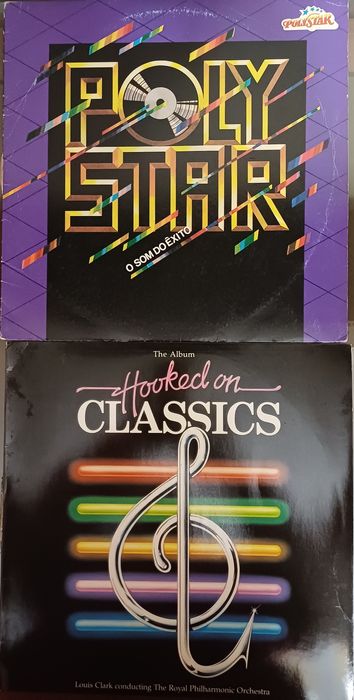 POLYSTAR
POLY
STAR
O SOM DO ÊXITO
The Album
Hooked on
CLASSICS
Louis Clark conducting The Royal Philharmonic Orchestra